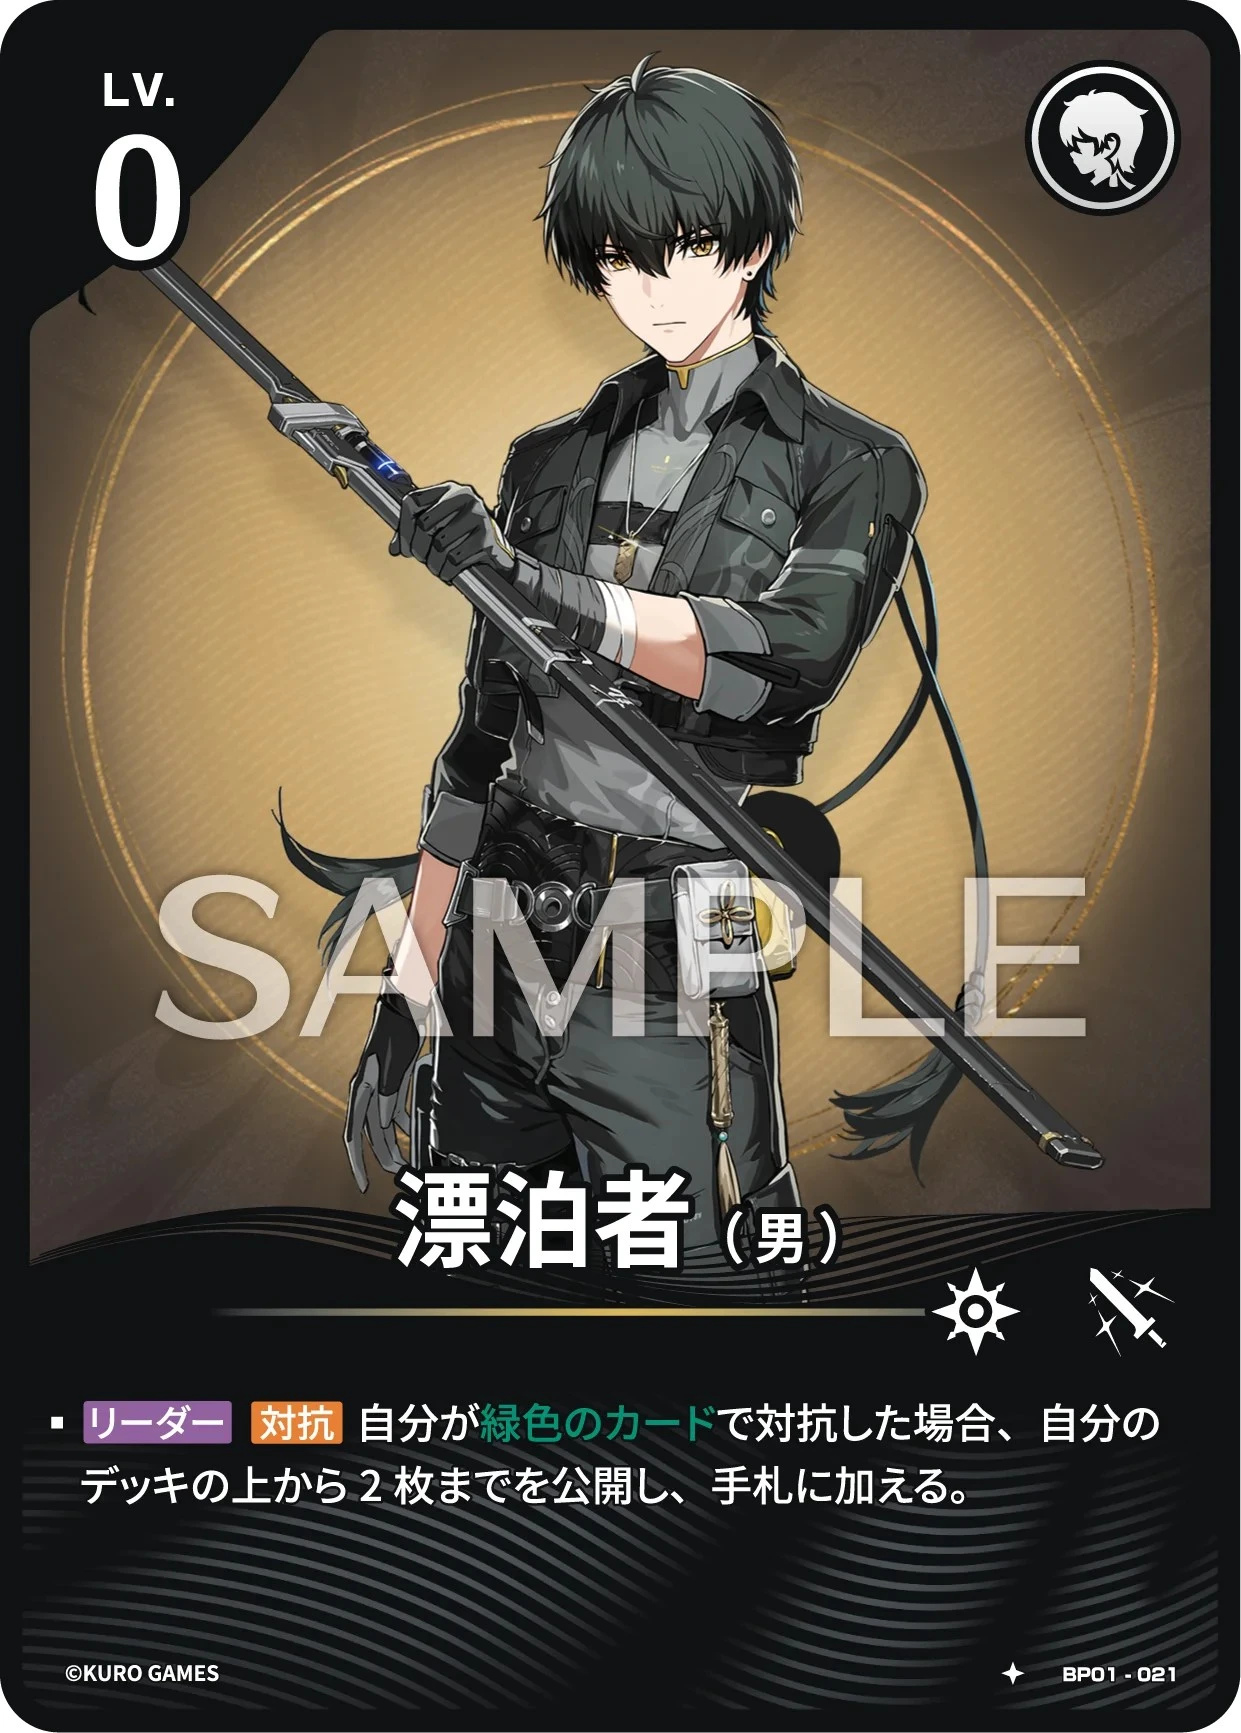 LV.
0
SAMPLE
漂泊者（男）
▪ リーダー 対抗 自分が緑色のカードで対抗した場合、自分の
デッキの上から 2 枚までを公開し、手札に加える。
©KURO GAMES
BP01 - 021